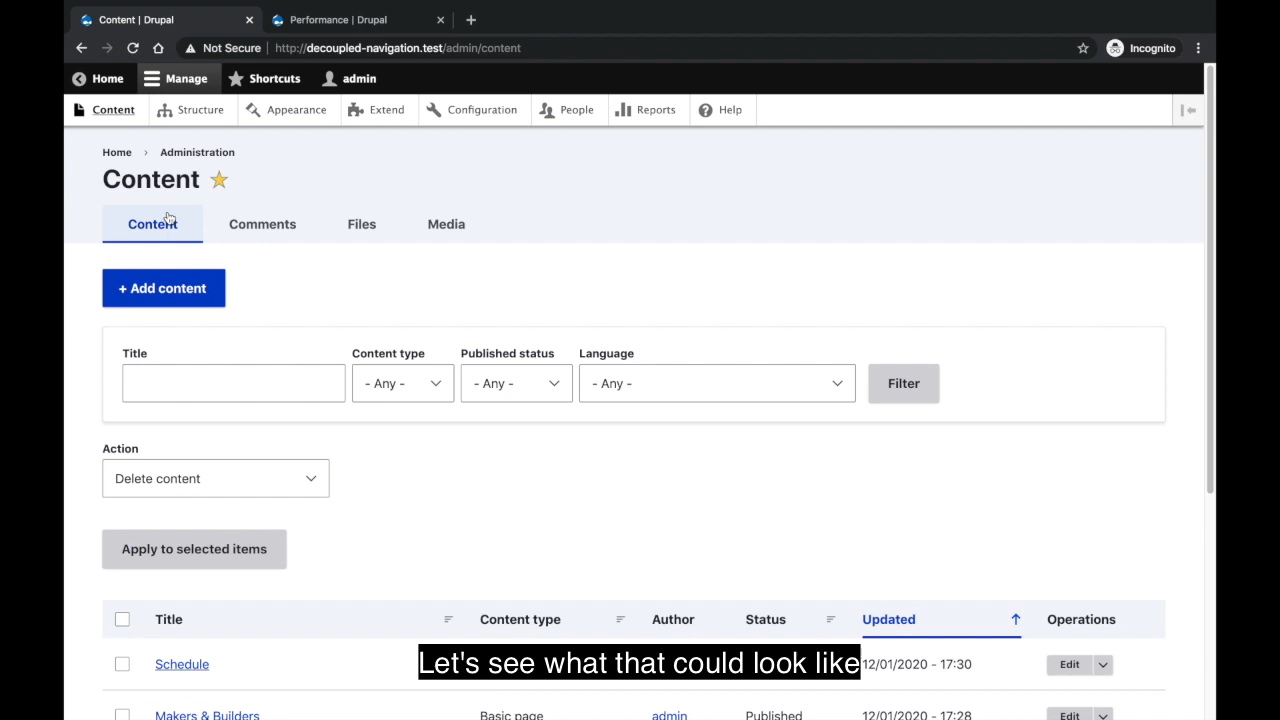 Content | Drupal
Performance | Drupal
Not Secure http://decoupled-navigation.test/admin/content Incognito
Home Manage Shortcuts admin
Content Structure Appearance Extend Configuration People Reports Help
Home › Administration
Content
Content Comments Files Media
+ Add content
Title Content type Published status Language
- Any - - Any - - Any - Filter
Action
Delete content
Apply to selected items
Title Content type Author Status Updated Operations
Schedule 12/01/2020 - 17:30 Edit
Let's see what that could look like
Makers & Builders Basic page admin Published 12/01/2020 - 17:28 Edit